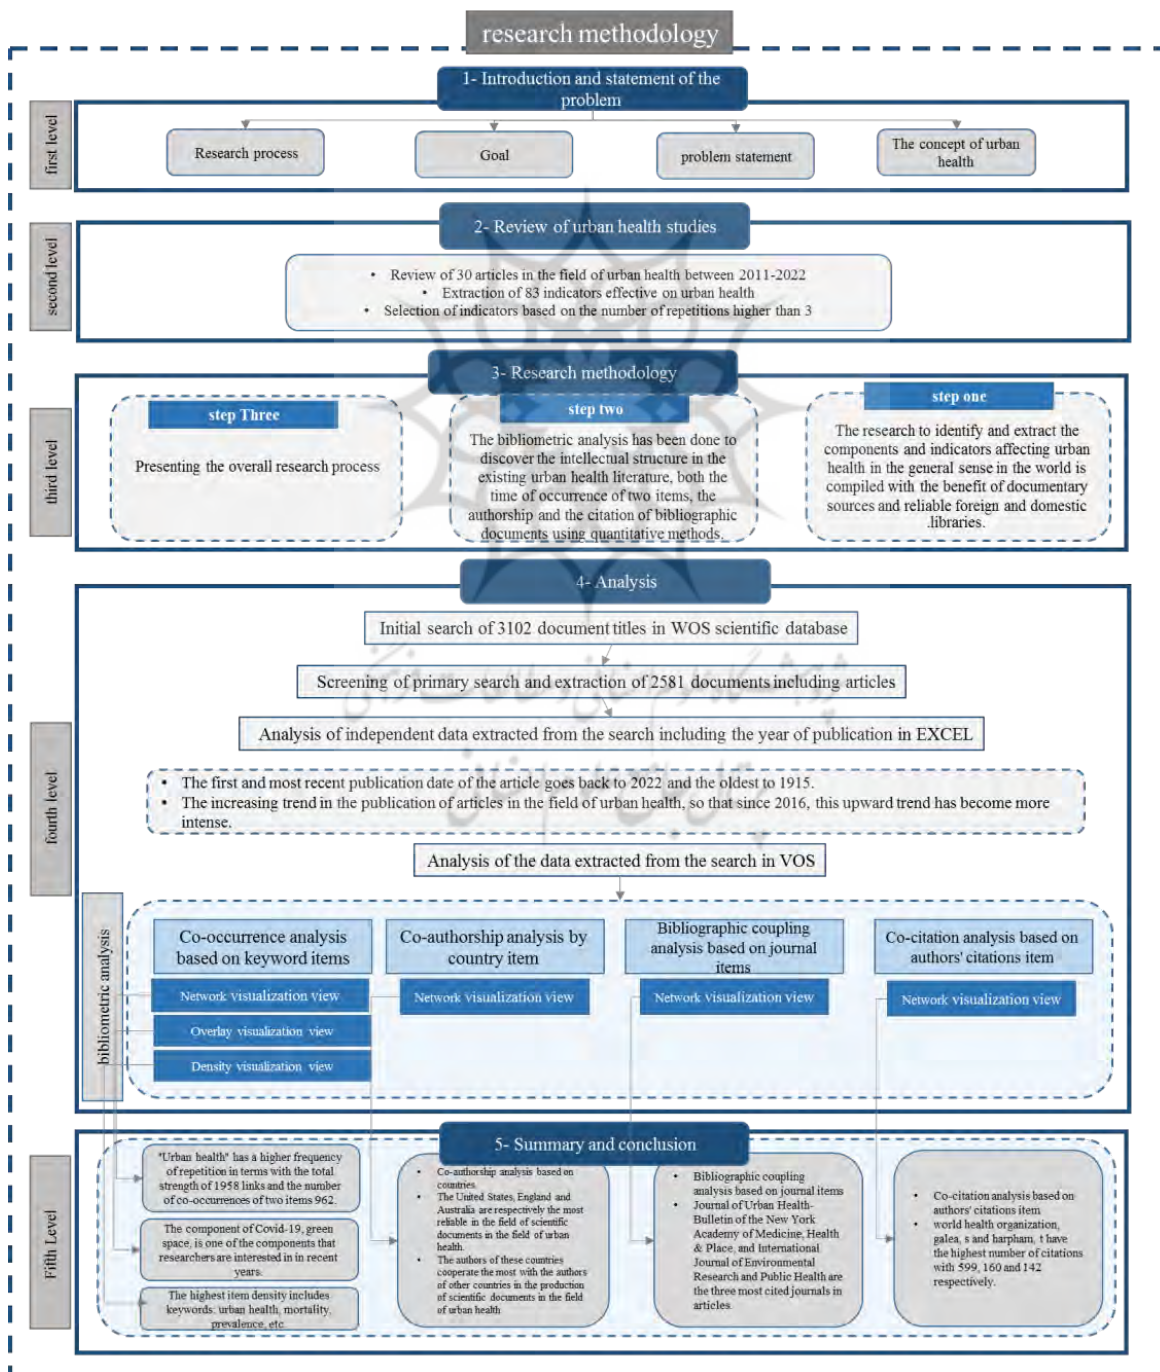 research methodology
1- Introduction and statement of the
problem
first level
Research process
Goal
problem statement
The concept of urban
health
2- Review of urban health studies
second level
• Review of 30 articles in the field of urban health between 2011-2022
• Extraction of 83 indicators effective on urban health
• Selection of indicators based on the number of repetitions higher than 3
3- Research methodology
third level
step Three
Presenting the overall research process
step two
The bibliometric analysis has been done to
discover the intellectual structure in the
existing urban health literature, both the
time of occurrence of two items, the
authorship and the citation of bibliographic
documents using quantitative methods.
step one
The research to identify and extract the
components and indicators affecting urban
health in the general sense in the world is
compiled with the benefit of documentary
sources and reliable foreign and domestic
.libraries.
4- Analysis
fourth level
Initial search of 3102 document titles in WOS scientific database
Screening of primary search and extraction of 2581 documents including articles
Analysis of independent data extracted from the search including the year of publication in EXCEL
• The first and most recent publication date of the article goes back to 2022 and the oldest to 1915.
• The increasing trend in the publication of articles in the field of urban health, so that since 2016, this upward trend has become more
intense.
Analysis of the data extracted from the search in VOS
bibliometric analysis
Co-occurrence analysis
based on keyword items
Network visualization view
Overlay visualization view
Density visualization view
Co-authorship analysis by
country item
Network visualization view
Bibliographic coupling
analysis based on journal
items
Network visualization view
Co-citation analysis based on
authors' citations item
Network visualization view
5- Summary and conclusion
Fifth Level
"Urban health" has a higher frequency
of repetition in terms with the total
strength of 1958 links and the number
of co-occurrences of two items 962.
The component of Covid-19, green
space, is one of the components that
researchers are interested in in recent
years.
The highest item density includes
keywords: urban health, mortality,
prevalence, etc.
• Co-authorship analysis based on
countries
• The United States, England and
Australia are respectively the most
reliable in the field of scientific
documents in the field of urban
health.
• The authors of these countries
cooperate the most with the authors
of other countries in the production
of scientific documents in the field
of urban health
• Bibliographic coupling
analysis based on journal items
• Journal of Urban Health-
Bulletin of the New York
Academy of Medicine, Health
& Place, and International
Journal of Environmental
Research and Public Health are
the three most cited journals in
articles
• Co-citation analysis based on
authors' citations item
• world health organization,
galea, s and harpham, t have
the highest number of citations
with 599, 160 and 142
respectively.
پژوهشگاه علوم انسانی و مطالعات فرهنگی
پرتال جامع علوم انسانی